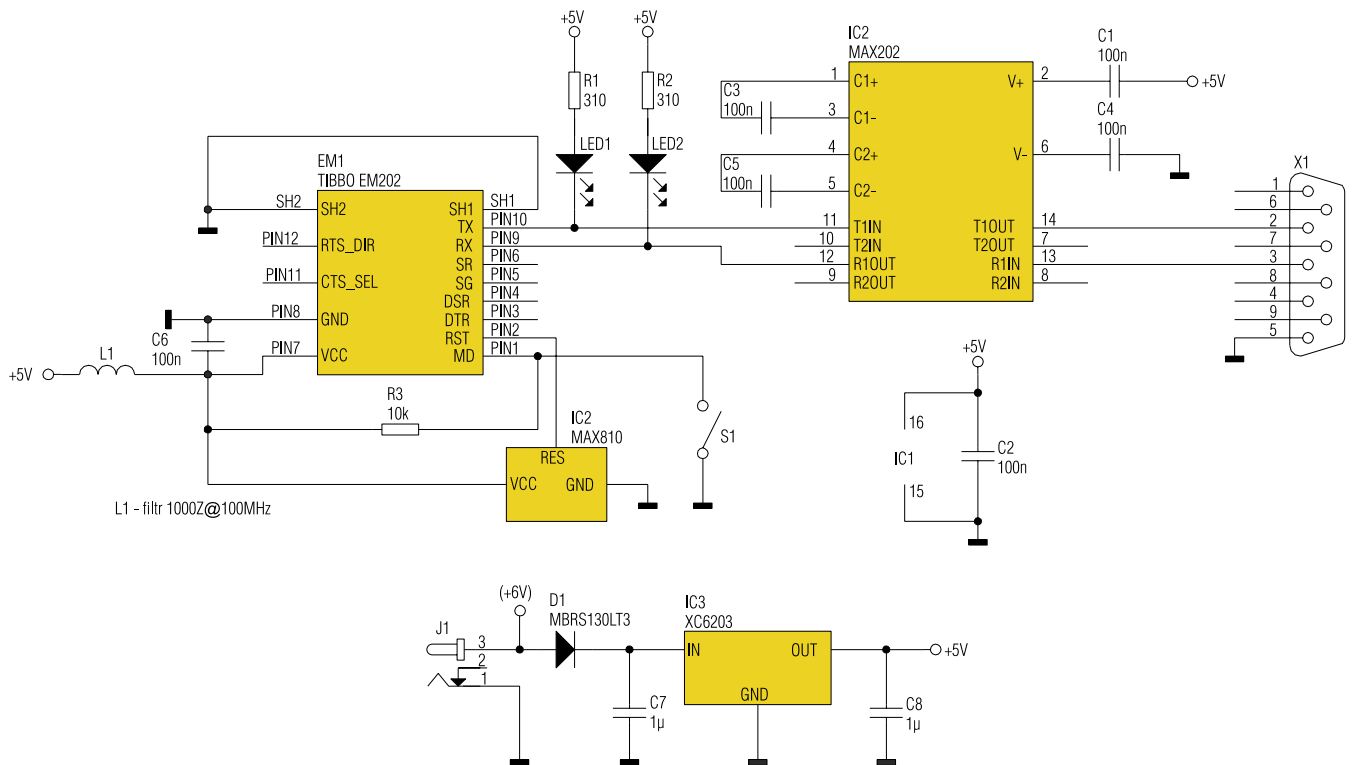 +5V
+5V
R1
310
R2
310
LED1
LED2
IC2
MAX202
1
C1+
3
C1-
4
C2+
5
C2-
11
T1IN
10
T2IN
12
R1OUT
9
R2OUT
V+
2
V-
6
T1OUT
14
T2OUT
7
R1IN
13
R2IN
8
C3
100n
C5
100n
C1
100n
+5V
C4
100n
X1
1
6
2
7
3
8
4
9
5
EM1
TIBBO EM202
SH2
SH2
SH1
SH1
TX
PIN10
PIN12
RTS_DIR
RX
PIN9
SR
PIN6
PIN11
CTS_SEL
SG
PIN5
DSR
PIN4
PIN8
GND
DTR
PIN3
RST
PIN2
PIN7
VCC
MD
PIN1
C6
100n
L1
+5V
R3
10k
IC2
MAX810
RES
VCC
GND
S1
L1 - filtr 1000Z@100MHz
+5V
16
IC1
15
C2
100n
(+6V)
J1
3
2
1
D1
MBRS130LT3
IC3
XC6203
IN
OUT
GND
+5V
C7
1µ
C8
1µ